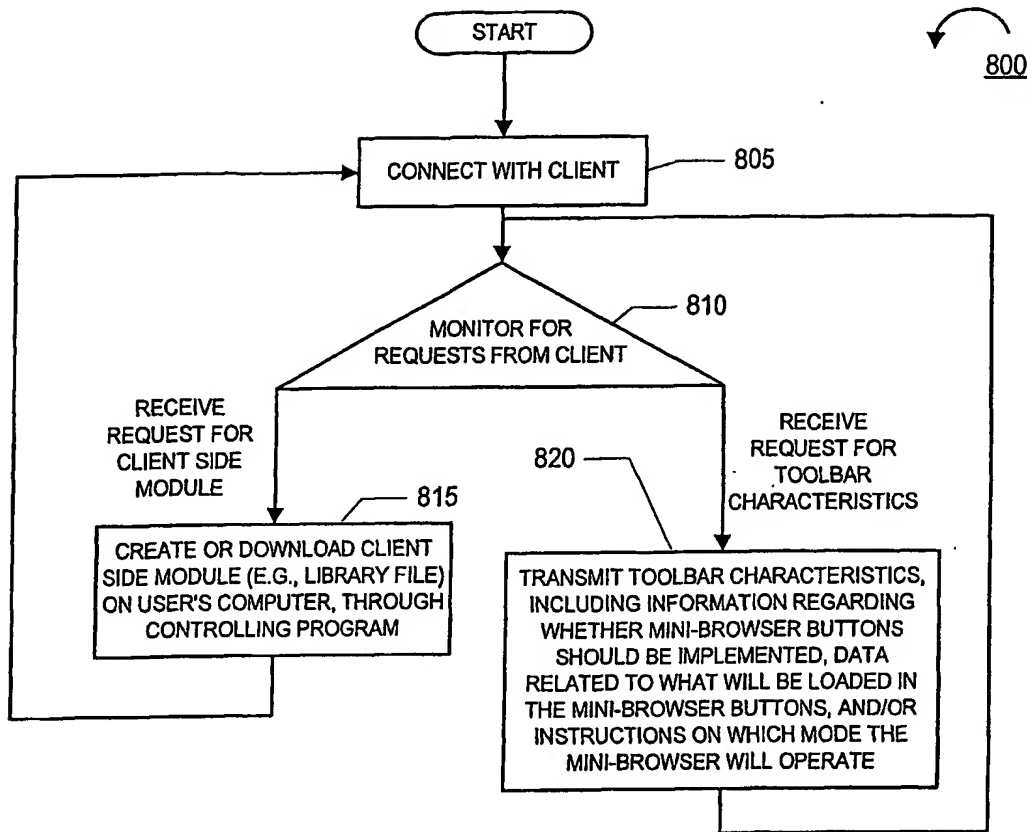 START
800
CONNECT WITH CLIENT
805
MONITOR FOR
REQUESTS FROM CLIENT
810
RECEIVE
REQUEST FOR
CLIENT SIDE
MODULE
RECEIVE
REQUEST FOR
TOOLBAR
CHARACTERISTICS
815
CREATE OR DOWNLOAD CLIENT
SIDE MODULE (E.G., LIBRARY FILE)
ON USER'S COMPUTER, THROUGH
CONTROLLING PROGRAM
820
TRANSMIT TOOLBAR CHARACTERISTICS,
INCLUDING INFORMATION REGARDING
WHETHER MINI-BROWSER BUTTONS
SHOULD BE IMPLEMENTED, DATA
RELATED TO WHAT WILL BE LOADED IN
THE MINI-BROWSER BUTTONS, AND/OR
INSTRUCTIONS ON WHICH MODE THE
MINI-BROWSER WILL OPERATE